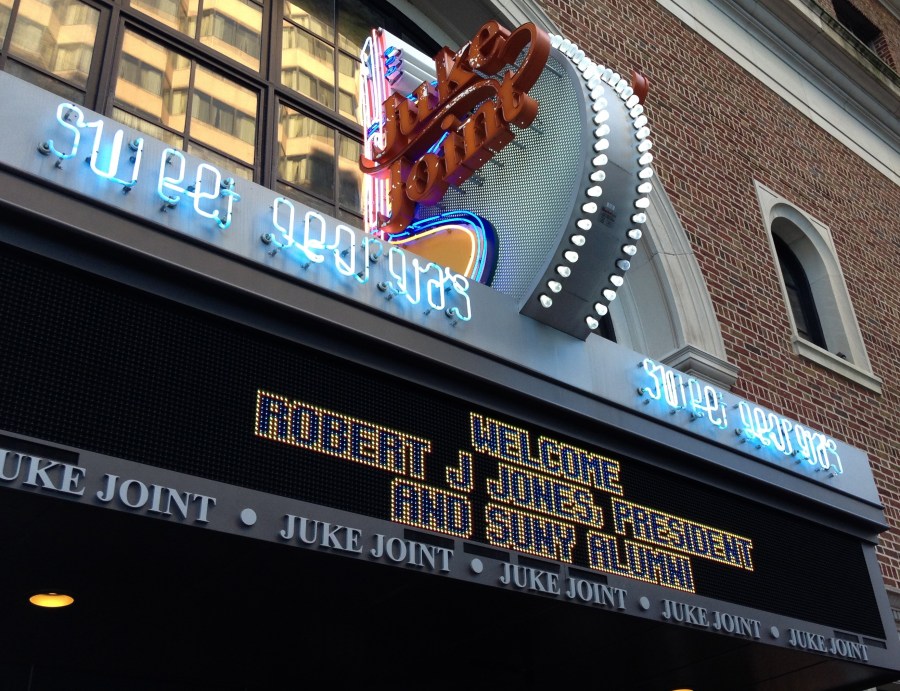 Juke
Joint
sweet georgia's
sweet georgia's
WELCOME
ROBERT J JONES, PRESIDENT
AND SUNY ALUMNI
JUKE JOINT • JUKE JOINT • JUKE JOINT • JUKE JOINT • JUKE JOINT